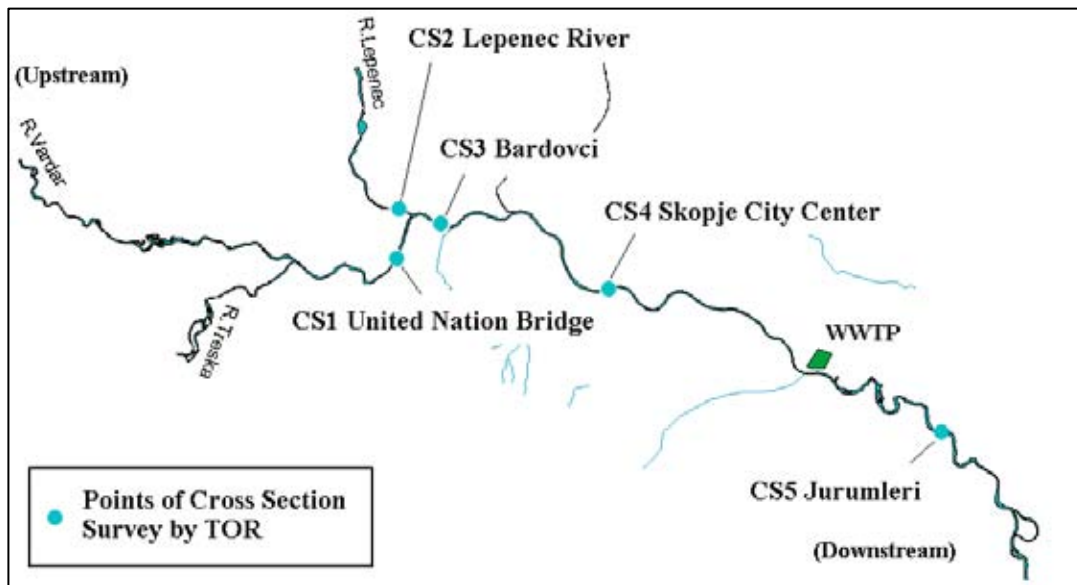 CS2 Lepenec River
R.Lepenec
(Upstream)
R.Vardar
CS3 Bardovci
CS4 Skopje City Center
R.Treska
CS1 United Nation Bridge
WWTP
CS5 Jurumleri
(Downstream)
Points of Cross Section
Survey by TOR